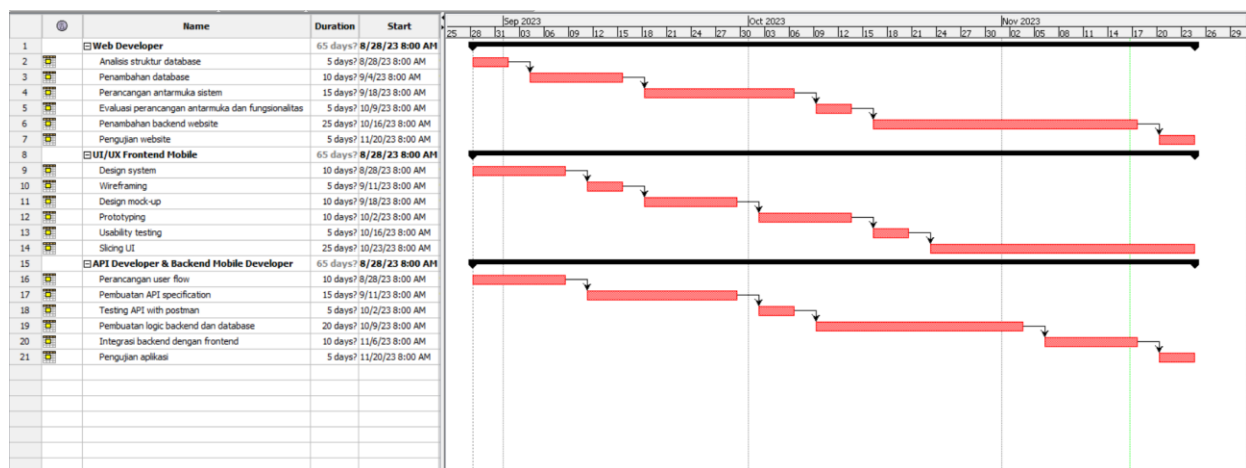 Name Duration Start
Sep 2023 Oct 2023 Nov 2023
25 28 31 03 06 09 12 15 18 21 24 27 30 03 06 09 12 15 18 21 24 27 30 02 05 08 11 14 17 20 23 26 29
1 Web Developer 65 days? 8/28/23 8:00 AM
2 Analisis struktur database 5 days? 8/28/23 8:00 AM
3 Penambahan database 10 days? 9/4/23 8:00 AM
4 Perancangan antarmuka sistem 15 days? 9/18/23 8:00 AM
5 Evaluasi perancangan antarmuka dan fungsionalitas 5 days? 10/9/23 8:00 AM
6 Penambahan backend website 25 days? 10/16/23 8:00 AM
7 Pengujian website 5 days? 11/20/23 8:00 AM
8 UI/UX Frontend Mobile 65 days? 8/28/23 8:00 AM
9 Design system 10 days? 8/28/23 8:00 AM
10 Wireframing 5 days? 9/11/23 8:00 AM
11 Design mock-up 10 days? 9/18/23 8:00 AM
12 Prototyping 10 days? 10/2/23 8:00 AM
13 Usability testing 5 days? 10/16/23 8:00 AM
14 Slicing UI 25 days? 10/23/23 8:00 AM
15 API Developer & Backend Mobile Developer 65 days? 8/28/23 8:00 AM
16 Perancangan user flow 10 days? 8/28/23 8:00 AM
17 Pembuatan API specification 15 days? 9/11/23 8:00 AM
18 Testing API with postman 5 days? 10/2/23 8:00 AM
19 Pembuatan logic backend dan database 20 days? 10/9/23 8:00 AM
20 Integrasi backend dengan frontend 10 days? 11/6/23 8:00 AM
21 Pengujian aplikasi 5 days? 11/20/23 8:00 AM